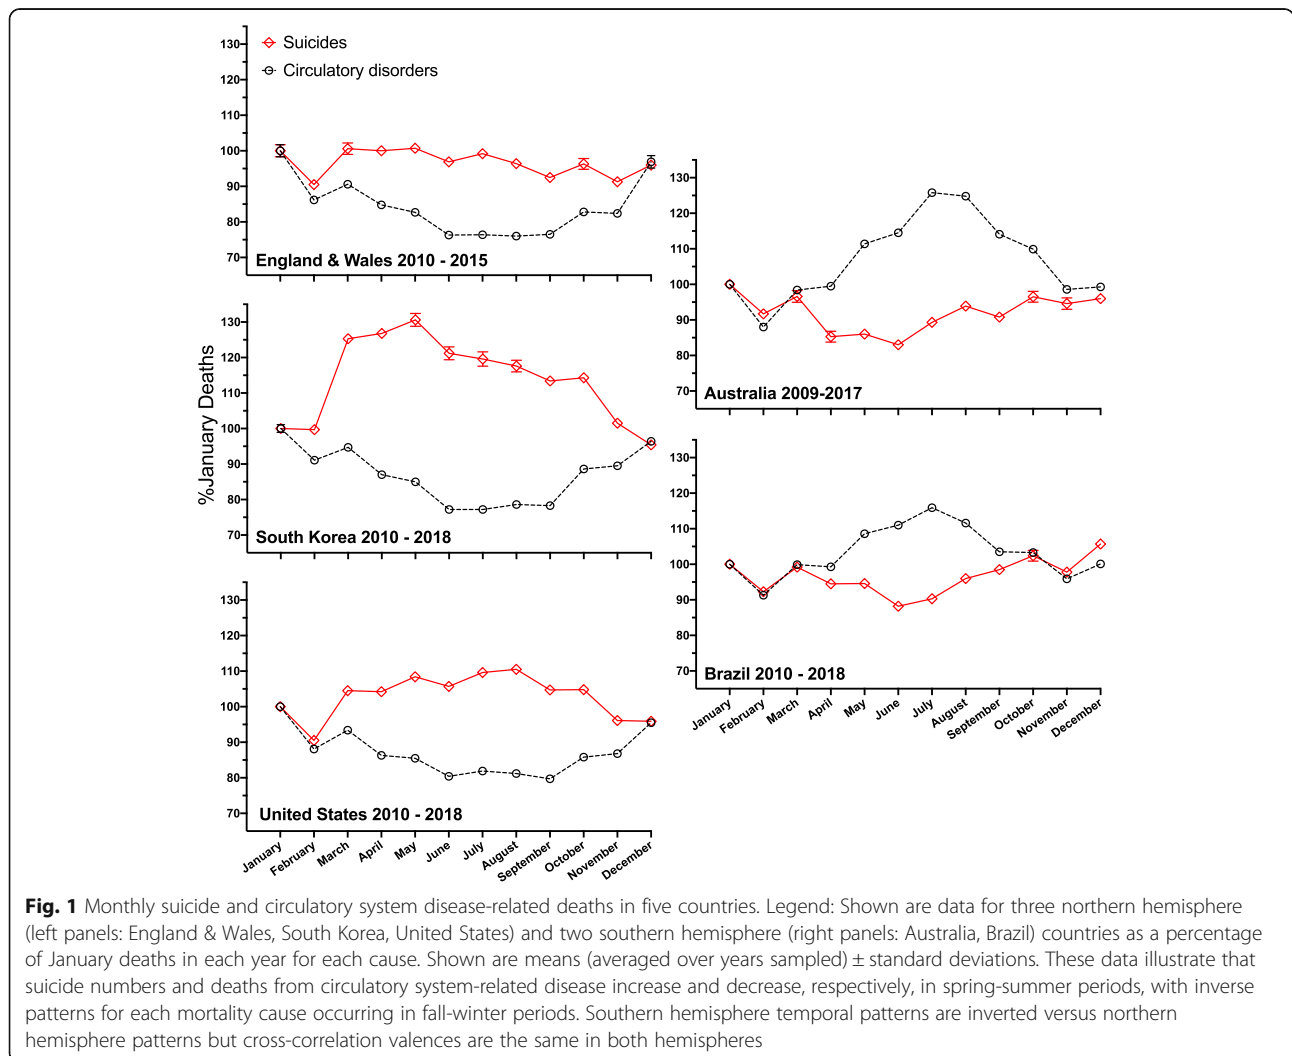 130
120
110
100
90
80
70
Suicides
Circulatory disorders
England & Wales 2010 - 2015
130
120
110
100
90
80
70
South Korea 2010 - 2018
%January Deaths
130
120
110
100
90
80
70
United States 2010 - 2018
January
February
March
April
May
June
July
August
September
October
November
December
130
120
110
100
90
80
70
Australia 2009-2017
130
120
110
100
90
80
70
Brazil 2010 - 2018
January
February
March
April
May
June
July
August
September
October
November
December
Fig. 1 Monthly suicide and circulatory system disease-related deaths in five countries. Legend: Shown are data for three northern hemisphere
(left panels: England & Wales, South Korea, United States) and two southern hemisphere (right panels: Australia, Brazil) countries as a percentage
of January deaths in each year for each cause. Shown are means (averaged over years sampled) ± standard deviations. These data illustrate that
suicide numbers and deaths from circulatory system-related disease increase and decrease, respectively, in spring-summer periods, with inverse
patterns for each mortality cause occurring in fall-winter periods. Southern hemisphere temporal patterns are inverted versus northern
hemisphere patterns but cross-correlation valences are the same in both hemispheres